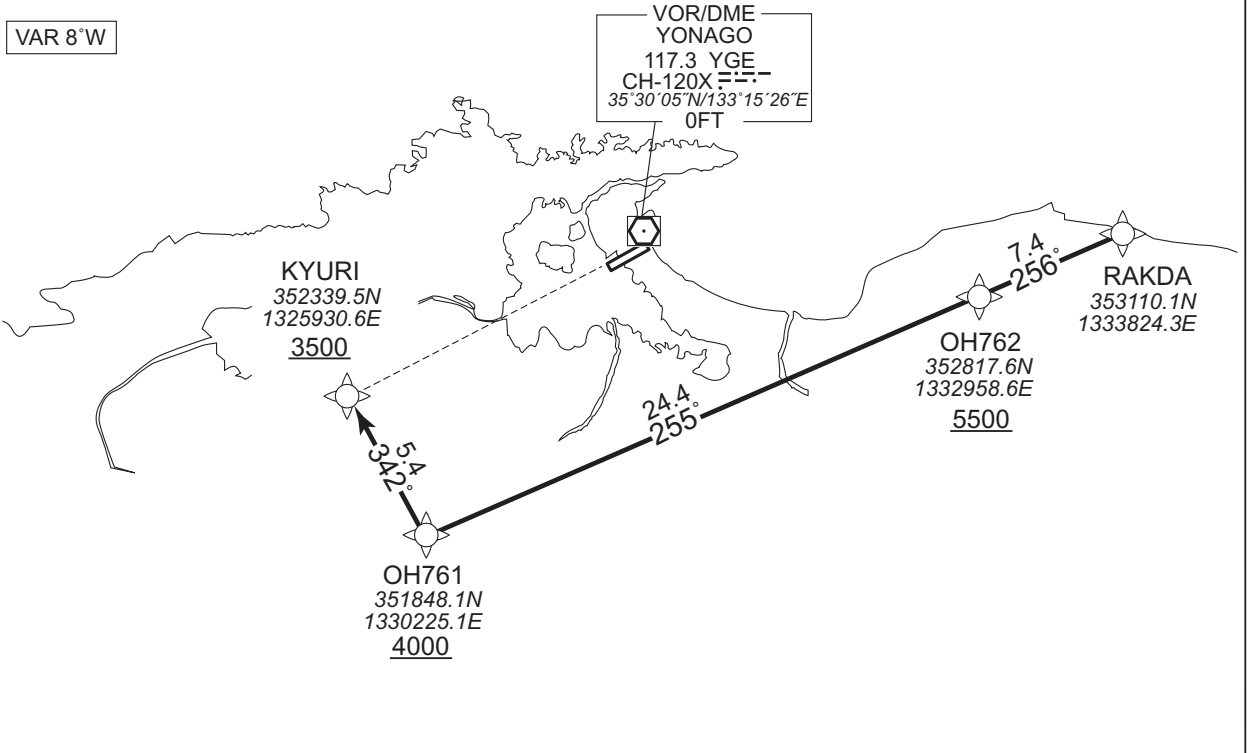 VAR 8˚W
VOR/DME
YONAGO
117.3 YGE
CH-120X
35˚30´05˝N/133˚15´26˝E
0FT
KYURI
352339.5N
1325930.6E
3500
7.4
256˚
RAKDA
353110.1N
1333824.3E
OH762
352817.6N
1332958.6E
5500
24.4
255˚
5.4
342˚
OH761
351848.1N
1330225.1E
4000